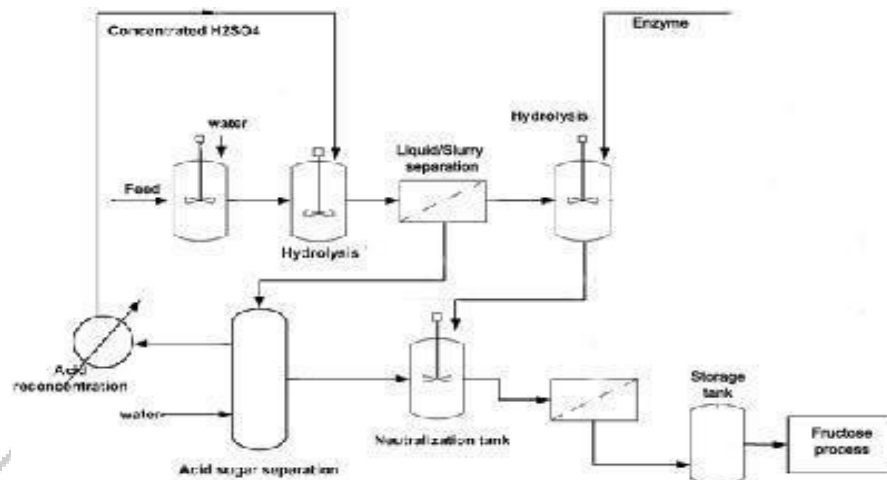 Concentrated H2SO4
Enzyme
water
Hydrolysis
Liquid/Slurry
separation
Feed
Hydrolysis
Acid
reconcentration
Storage
tank
water
Neutralization tank
Fructose
process
Acid sugar separation